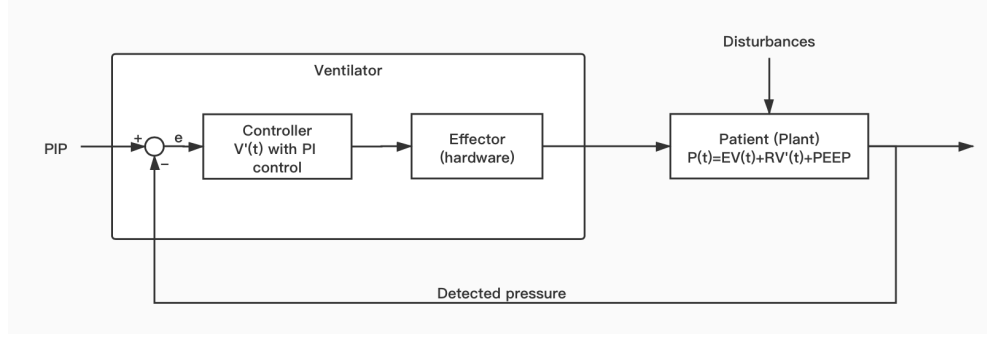 Disturbances
Ventilator
PIP
+
−
e
Controller
V'(t) with PI
control
Effector
(hardware)
Patient (Plant)
P(t)=EV(t)+RV'(t)+PEEP
Detected pressure